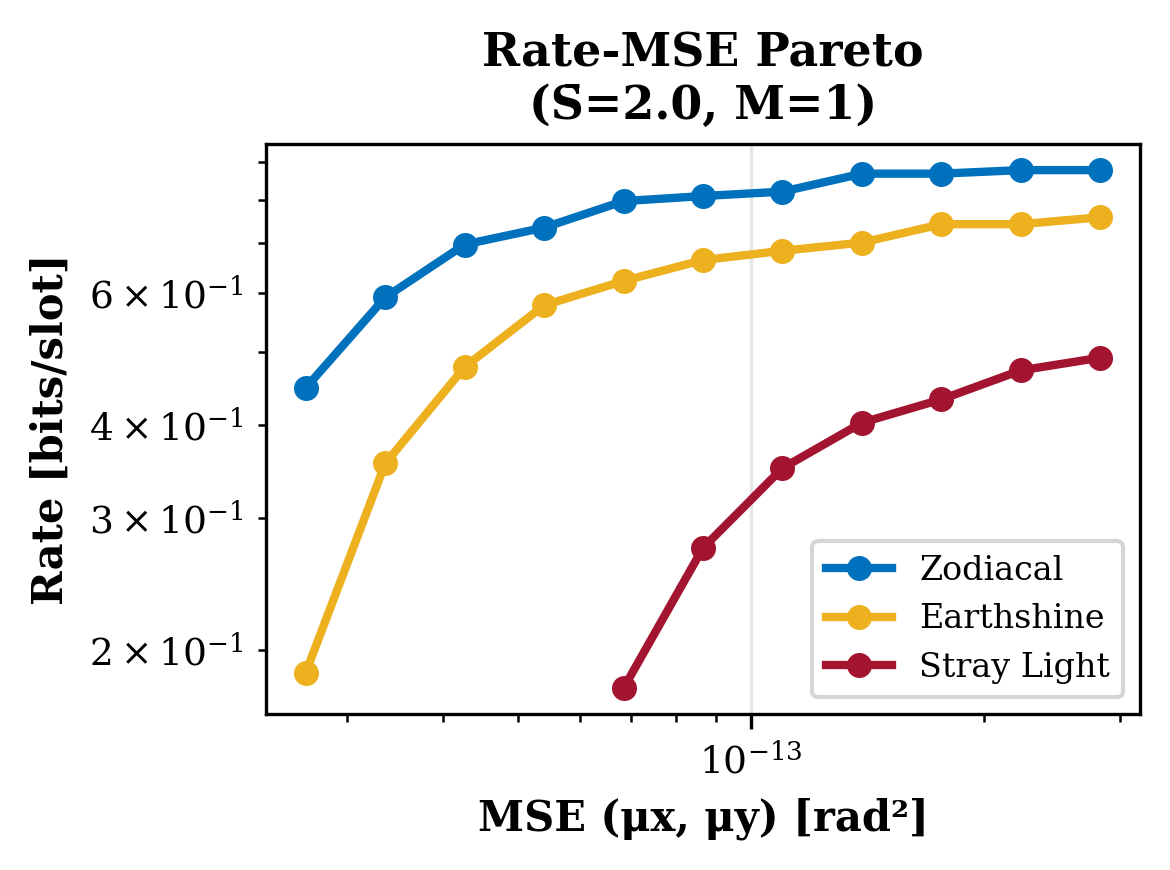 Rate-MSE Pareto
(S̄=2.0, M=1)
Rate [bits/slot]
6 × 10⁻¹
4 × 10⁻¹
3 × 10⁻¹
2 × 10⁻¹
Zodiacal
Earthshine
Stray Light
10⁻¹³
MSE (μx, μy) [rad²]